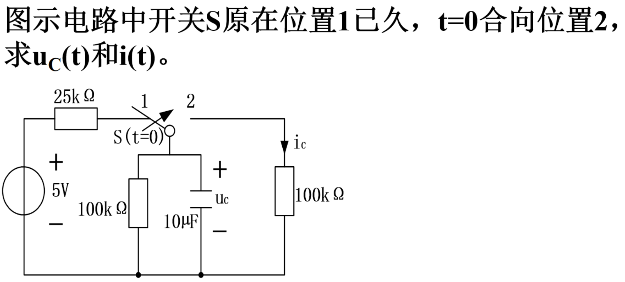 图示电路中开关S原在位置1已久，t=0合向位置2，
求uC(t)和i(t)。
25kΩ
1
2
S(t=0)
ic
+
5V
−
100kΩ
10μF
+
uc
−
100kΩ